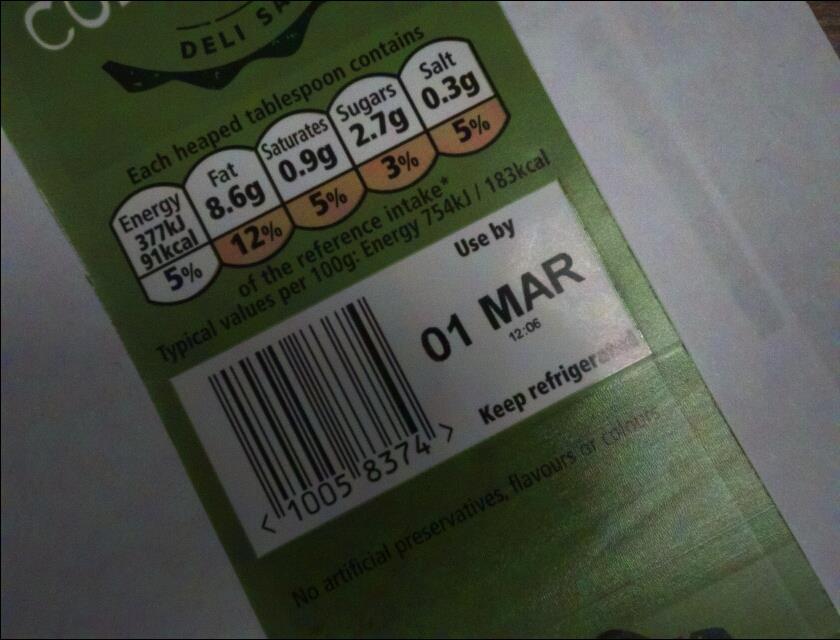 DELI
Each heaped tablespoon contains
Energy
377kJ
91kcal
5%
Fat
8.6g
12%
Saturates
0.9g
5%
Sugars
2.7g
3%
Salt
0.3g
5%
of the reference intake*
Typical values per 100g: Energy 754kJ / 183kcal
Use by
01 MAR
12:06
Keep refrigerated
< 1005 8374 >
No artificial preservatives, flavours or colours